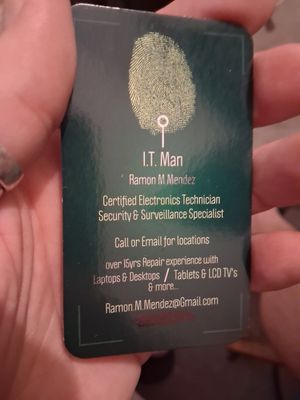 I.T. Man
Ramon M.Mendez
Certified Electronics Technician
Security & Surveillance Specialist
Call or Email for locations
over 15yrs Repair experience with
Laptops & Desktops / Tablets & LCD TV's
& more...
Ramon.M.Mendez@Gmail.com